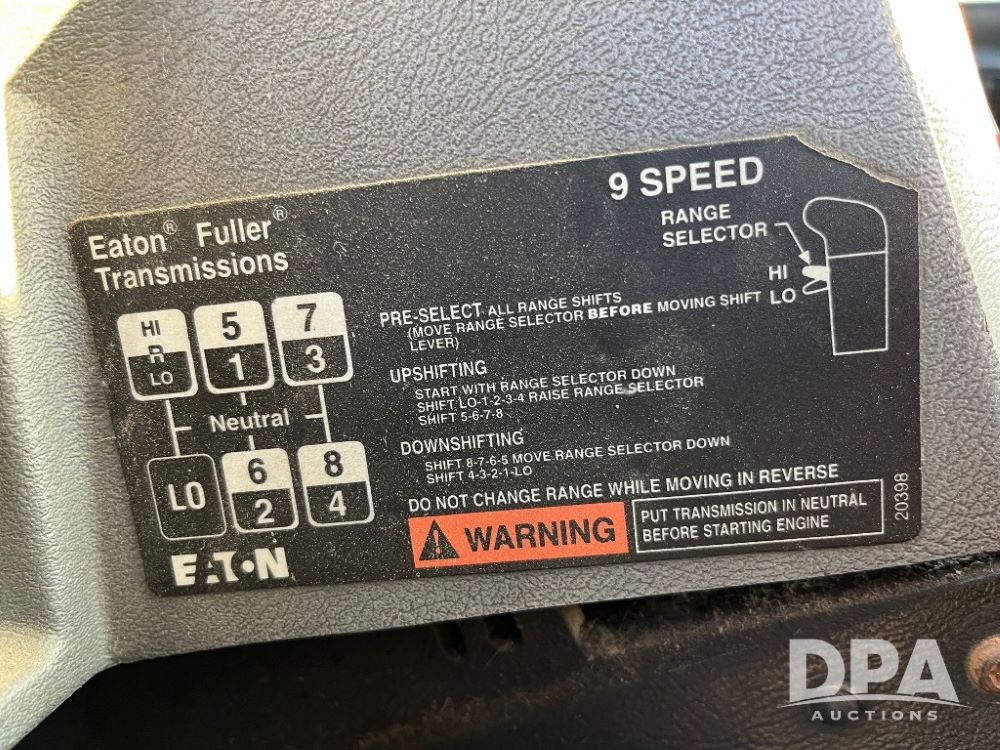 9 SPEED
Eaton® Fuller®
Transmissions
RANGE
SELECTOR
HI
LO
HI
R
LO
5
1
7
3
Neutral
LO
6
2
8
4
PRE-SELECT ALL RANGE SHIFTS
(MOVE RANGE SELECTOR BEFORE MOVING SHIFT
LEVER)
UPSHIFTING
START WITH RANGE SELECTOR DOWN
SHIFT LO-1-2-3-4 RAISE RANGE SELECTOR
SHIFT 5-6-7-8
DOWNSHIFTING
SHIFT 8-7-6-5 MOVE RANGE SELECTOR DOWN
SHIFT 4-3-2-1-LO
DO NOT CHANGE RANGE WHILE MOVING IN REVERSE
WARNING
PUT TRANSMISSION IN NEUTRAL
BEFORE STARTING ENGINE
20398
EATON
DPA
AUCTIONS